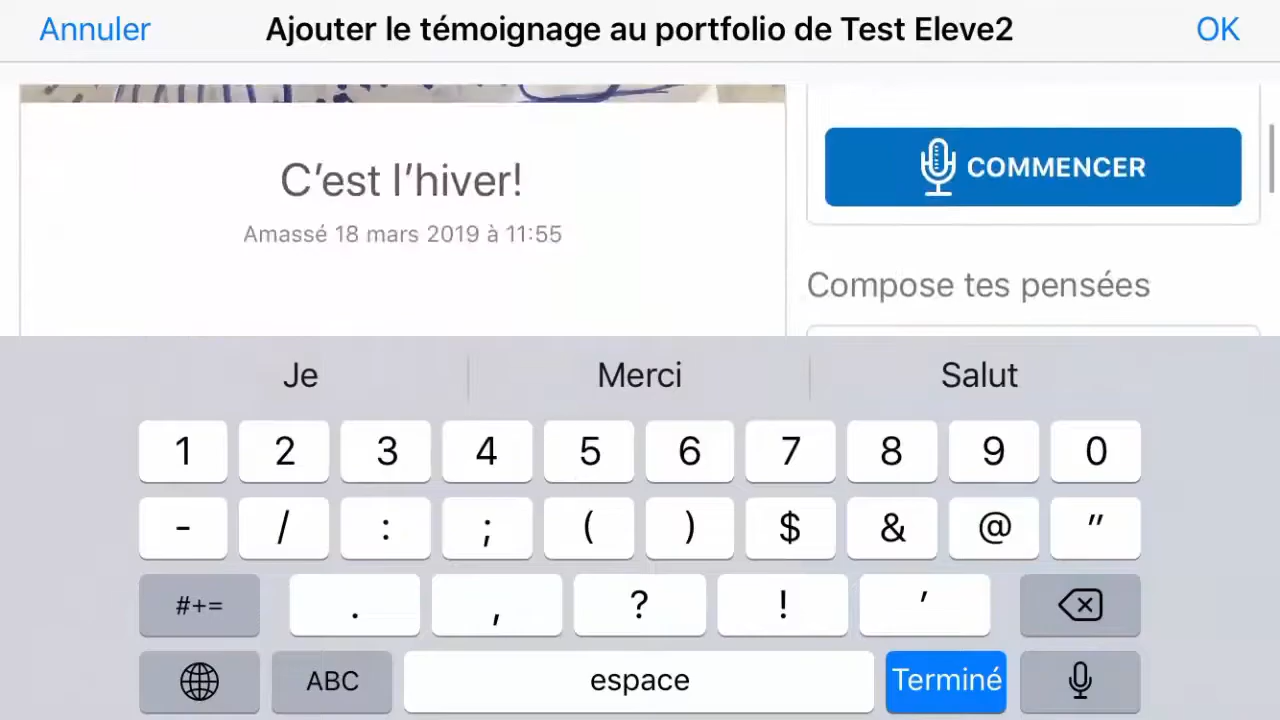 Annuler Ajouter le témoignage au portfolio de Test Eleve2 OK
C’est l’hiver!
Amassé 18 mars 2019 à 11:55
COMMENCER
Compose tes pensées
Je Merci Salut
1 2 3 4 5 6 7 8 9 0
- / : ; ( ) $ & @ "
#+= . , ? ! ’
ABC espace Terminé